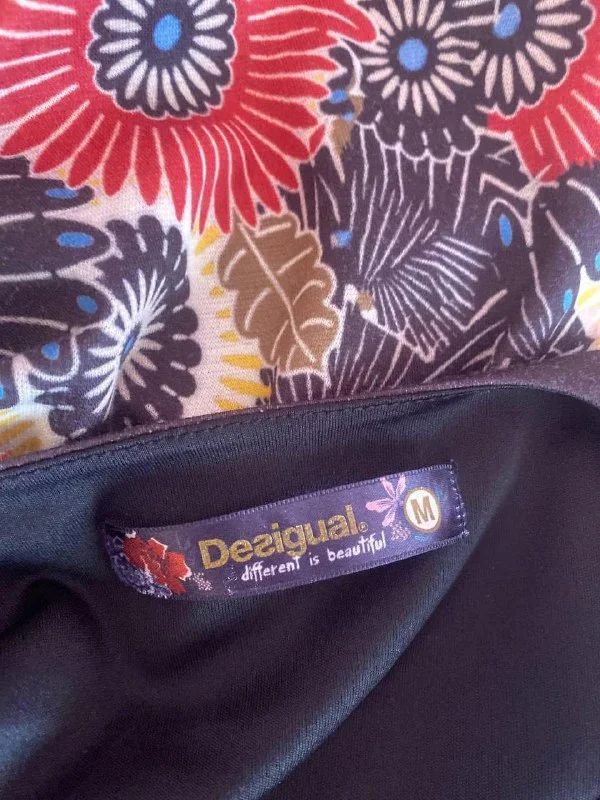 Desigual.®
different is beautiful
M